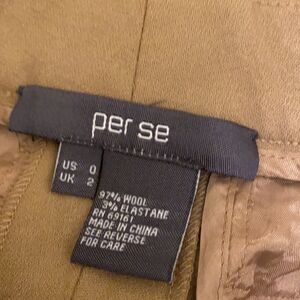 per se
US 0
UK 2
97% WOOL
3% ELASTANE
RN 69161
MADE IN CHINA
SEE REVERSE
FOR CARE